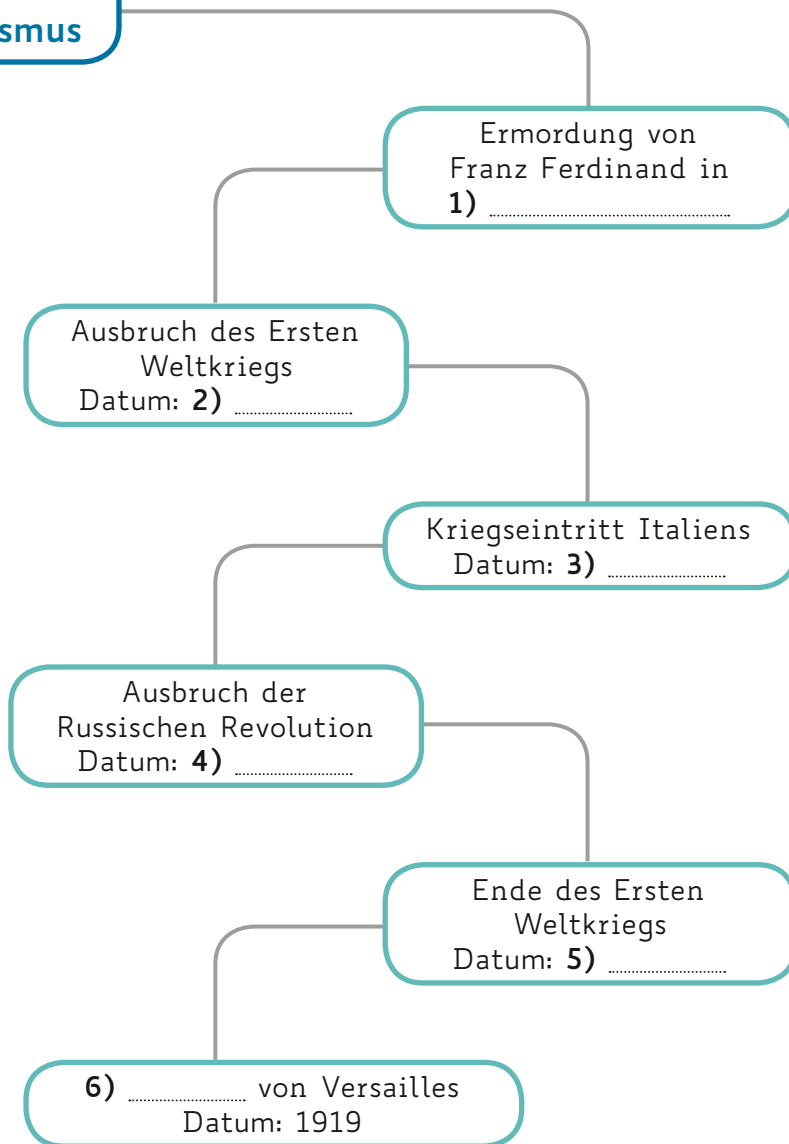 smus
Ermordung von
Franz Ferdinand in
1)
Ausbruch des Ersten
Weltkriegs
Datum: 2)
Kriegseintritt Italiens
Datum: 3)
Ausbruch der
Russischen Revolution
Datum: 4)
Ende des Ersten
Weltkriegs
Datum: 5)
6) von Versailles
Datum: 1919